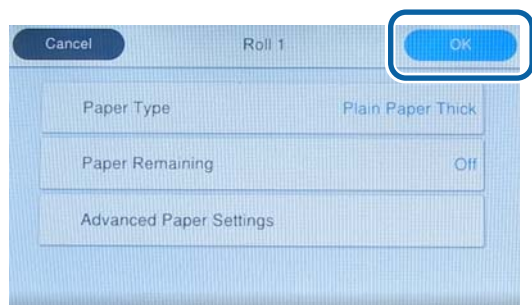 Cancel
Roll 1
OK
Paper Type
Plain Paper Thick
Paper Remaining
Off
Advanced Paper Settings